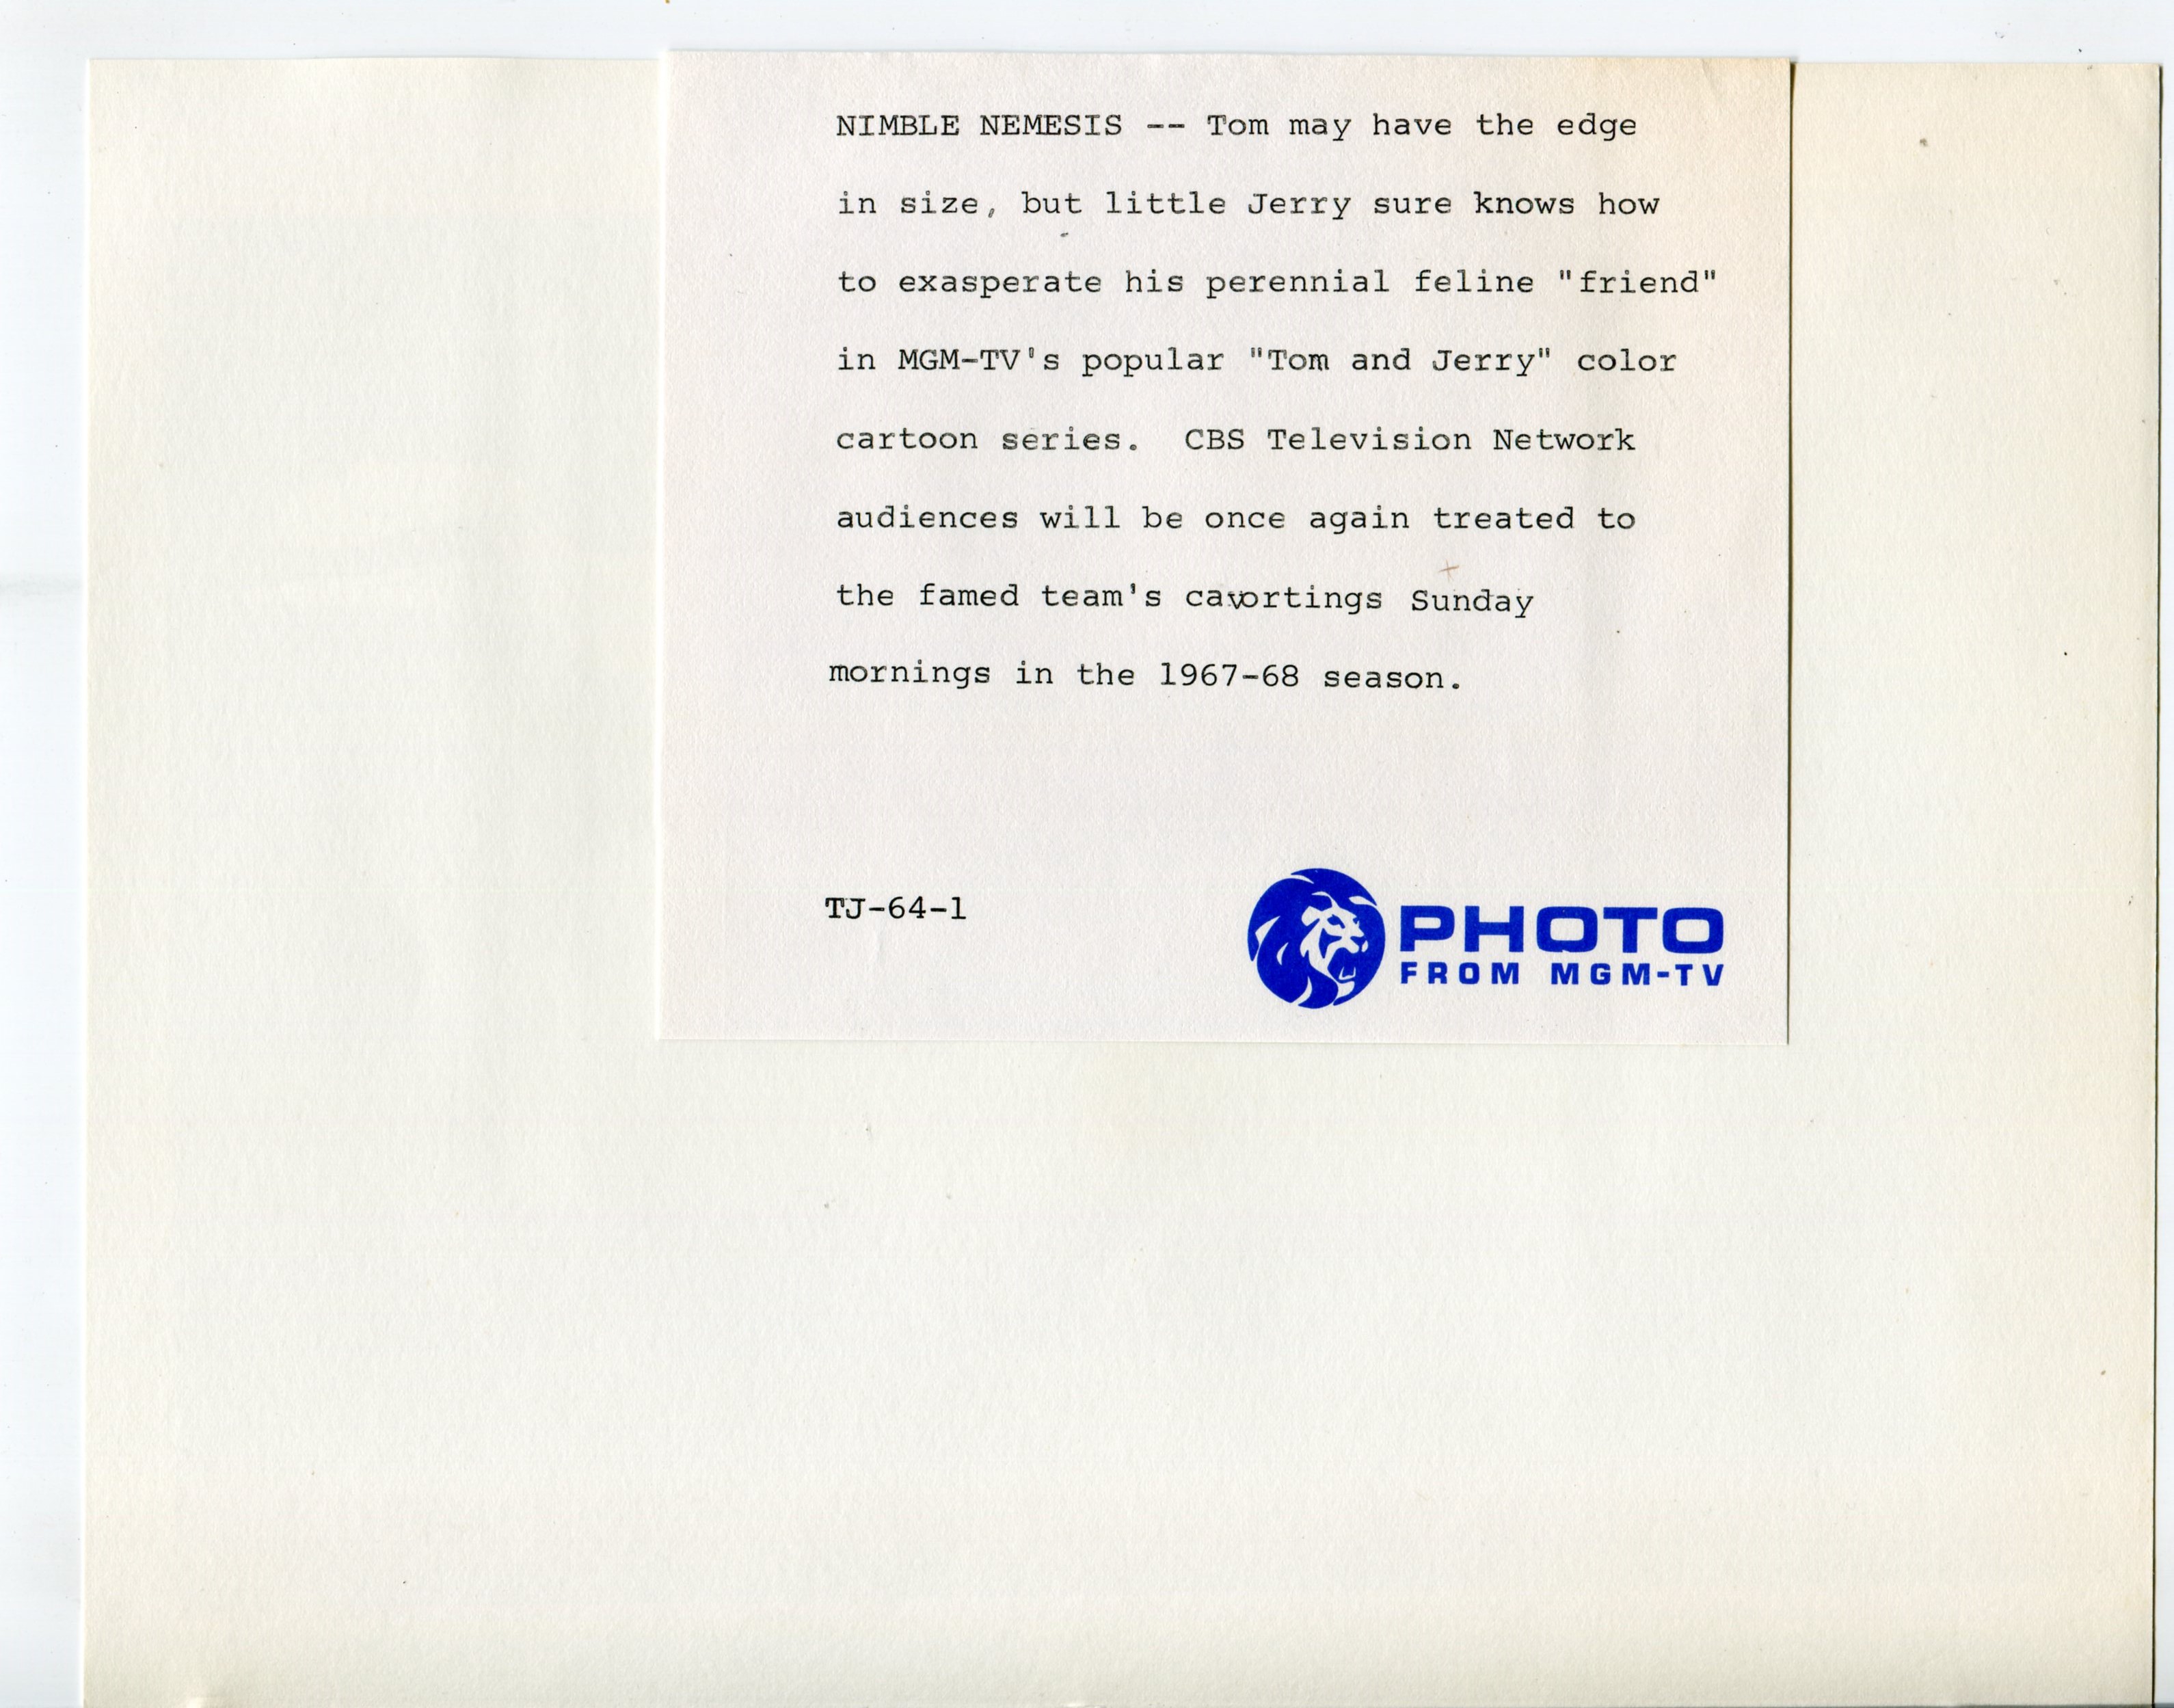 NIMBLE NEMESIS -- Tom may have the edge
in size, but little Jerry sure knows how
to exasperate his perennial feline "friend"
in MGM-TV's popular "Tom and Jerry" color
cartoon series.  CBS Television Network
audiences will be once again treated to
the famed team's cavortings Sunday
mornings in the 1967-68 season.
TJ-64-1
PHOTO
FROM MGM-TV